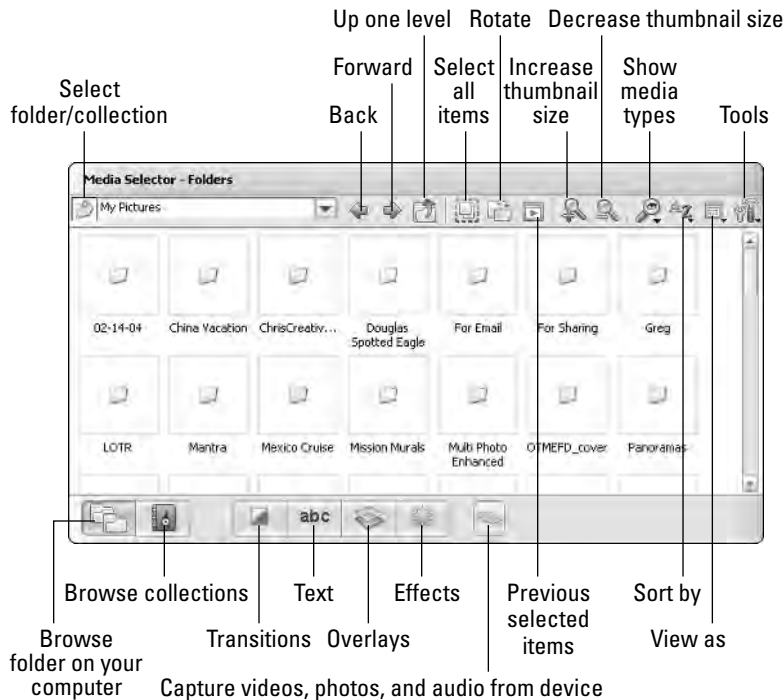 Up one level Rotate Decrease thumbnail size
Forward Select all items Increase thumbnail size Show media types
Select folder/collection Back Tools
Media Selector - Folders
My Pictures
02-14-04 China Vacation ChrisCreativ... Douglas Spotted Eagle For Email For Sharing Greg
LOTR Mantra Mexico Cruise Mission Murals Multi Photo Enhanced OTMEFD_cover Panoramas
abc
Browse collections Text Effects Previous selected items Sort by
Browse folder on your computer Transitions Overlays View as
Capture videos, photos, and audio from device